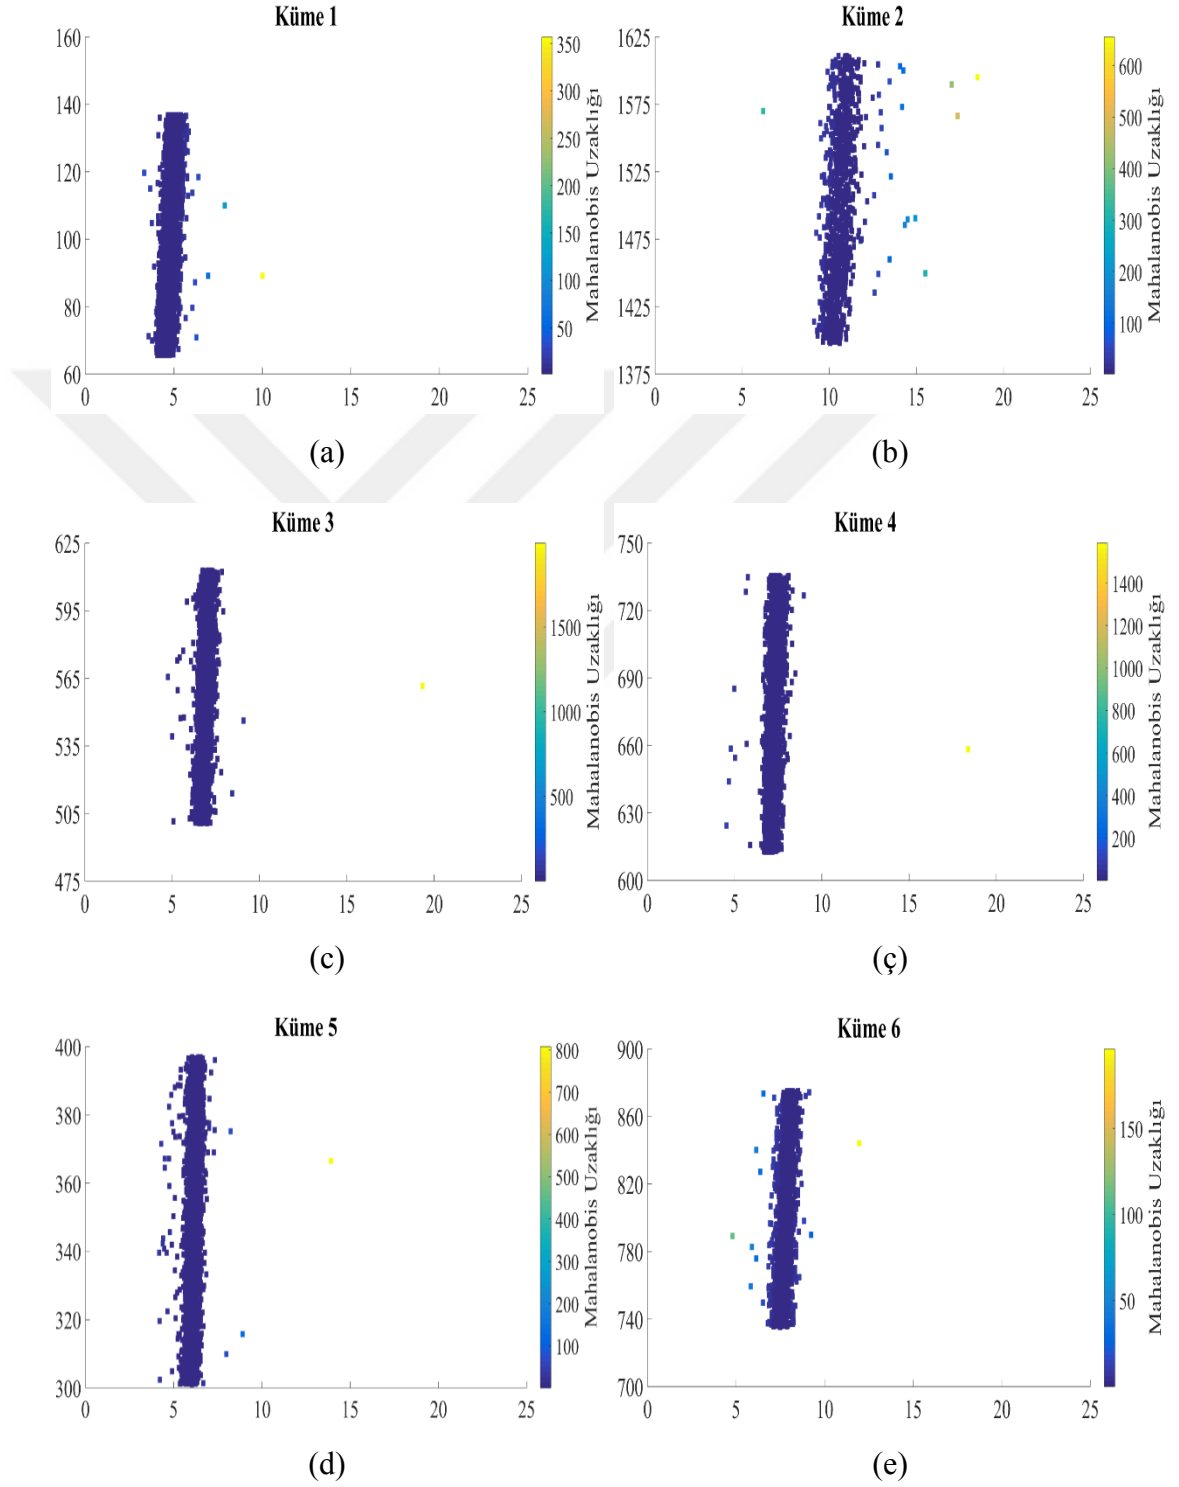 Küme 1
160
140
120
100
80
60
0 5 10 15 20 25
350
300
250
200
150
100
50
Mahalanobis Uzaklığı
(a)
Küme 2
1625
1575
1525
1475
1425
1375
0 5 10 15 20 25
600
500
400
300
200
100
Mahalanobis Uzaklığı
(b)
Küme 3
625
595
565
535
505
475
0 5 10 15 20 25
1500
1000
500
Mahalanobis Uzaklığı
(c)
Küme 4
750
720
690
660
630
600
0 5 10 15 20 25
1400
1200
1000
800
600
400
200
Mahalanobis Uzaklığı
(ç)
Küme 5
400
380
360
340
320
300
0 5 10 15 20 25
800
700
600
500
400
300
200
100
Mahalanobis Uzaklığı
(d)
Küme 6
900
860
820
780
740
700
0 5 10 15 20 25
150
100
50
Mahalanobis Uzaklığı
(e)